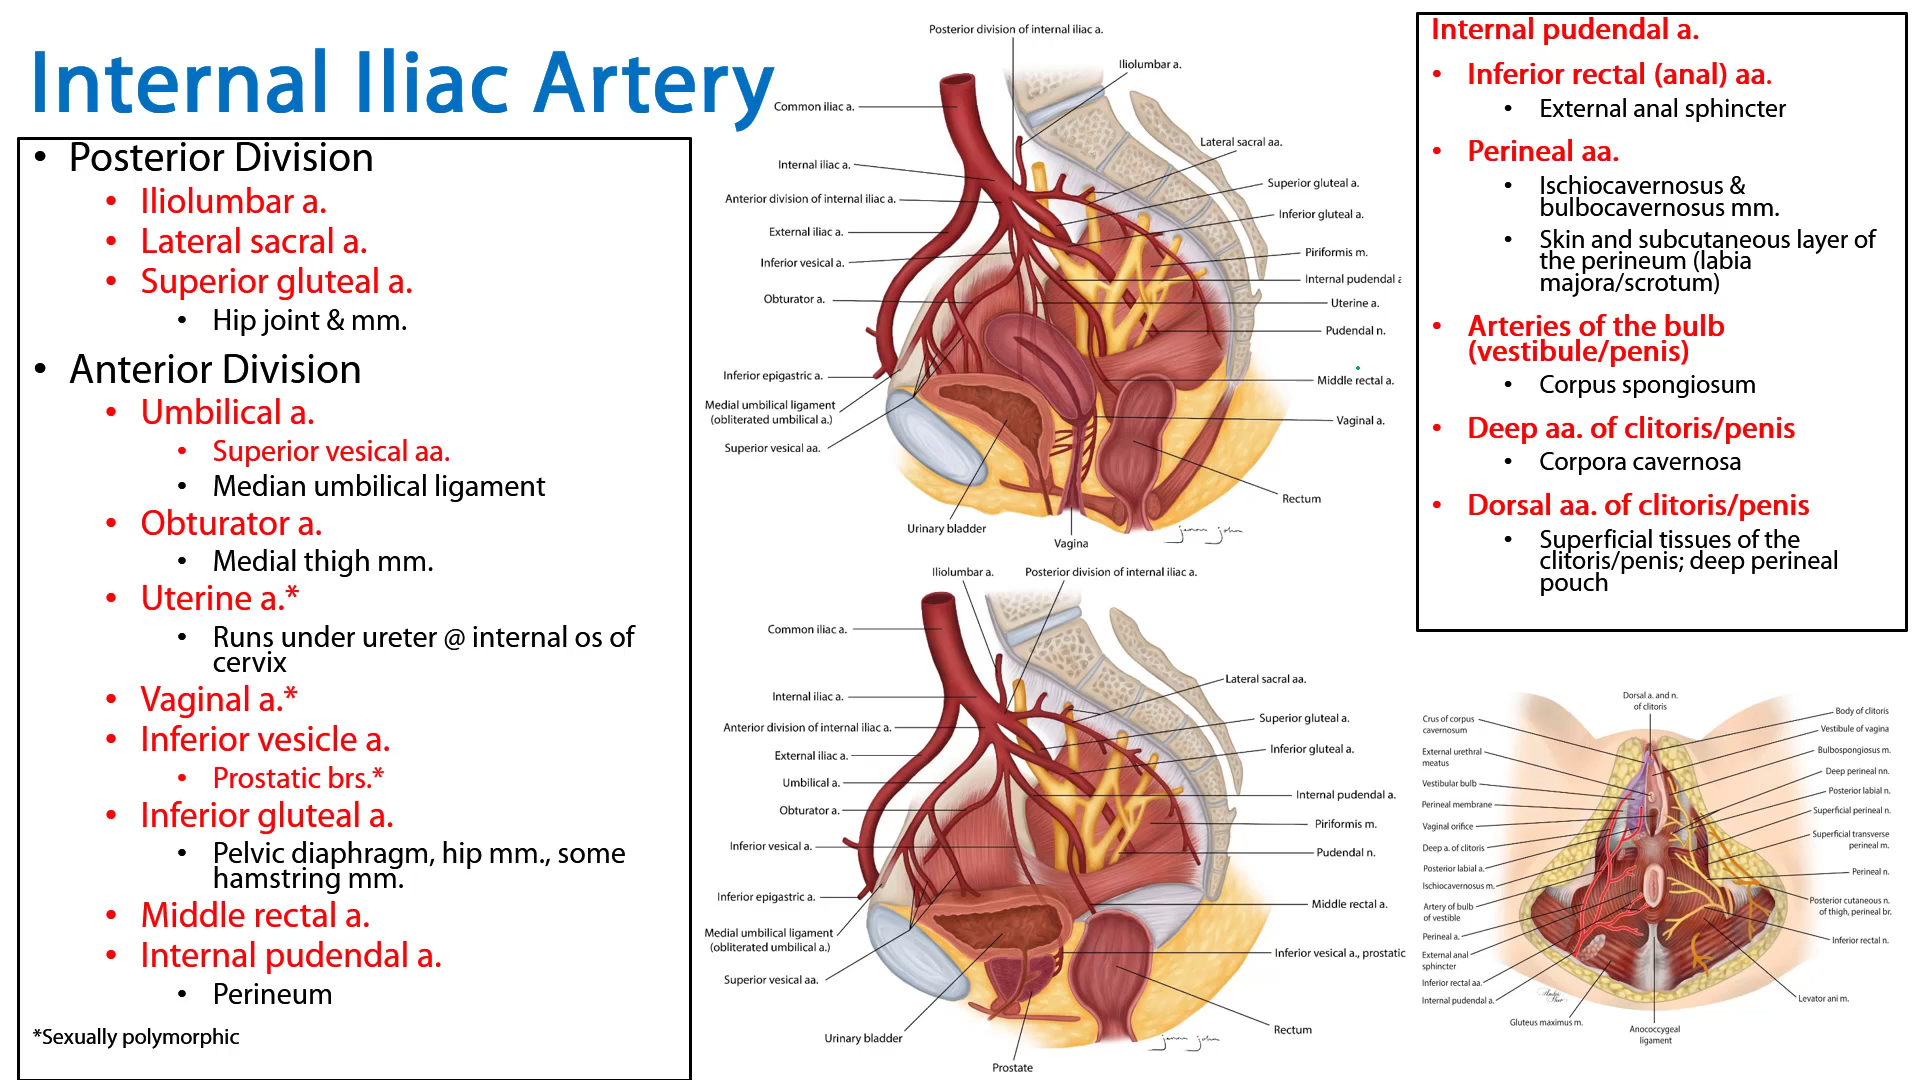 Internal Iliac Artery
• Posterior Division
• Iliolumbar a.
• Lateral sacral a.
• Superior gluteal a.
• Hip joint & mm.
• Anterior Division
• Umbilical a.
• Superior vesical aa.
• Median umbilical ligament
• Obturator a.
• Medial thigh mm.
• Uterine a.*
• Runs under ureter @ internal os of
cervix
• Vaginal a.*
• Inferior vesicle a.
• Prostatic brs.*
• Inferior gluteal a.
• Pelvic diaphragm, hip mm., some
hamstring mm.
• Middle rectal a.
• Internal pudendal a.
• Perineum
*Sexually polymorphic
Posterior division of internal iliac a.
Iliolumbar a.
Common iliac a.
Lateral sacral aa.
Internal iliac a.
Superior gluteal a.
Anterior division of internal iliac a.
Inferior gluteal a.
External iliac a.
Piriformis m.
Inferior vesical a.
Internal pudendal a
Obturator a.
Uterine a.
Pudendal n.
Inferior epigastric a.
Middle rectal a.
Medial umbilical ligament
(obliterated umbilical a.)
Vaginal a.
Superior vesical aa.
Rectum
Urinary bladder
Vagina
jenna john
Iliolumbar a.
Posterior division of internal iliac a.
Common iliac a.
Lateral sacral aa.
Internal iliac a.
Superior gluteal a.
Anterior division of internal iliac a.
Inferior gluteal a.
External iliac a.
Umbilical a.
Internal pudendal a.
Obturator a.
Piriformis m.
Inferior vesical a.
Pudendal n.
Inferior epigastric a.
Middle rectal a.
Medial umbilical ligament
(obliterated umbilical a.)
Inferior vesical a., prostatic
Superior vesical aa.
Rectum
Urinary bladder
Prostate
jenna john
Internal pudendal a.
• Inferior rectal (anal) aa.
• External anal sphincter
• Perineal aa.
• Ischiocavernosus &
bulbocavernosus mm.
• Skin and subcutaneous layer of
the perineum (labia
majora/scrotum)
• Arteries of the bulb
(vestibule/penis)
• Corpus spongiosum
• Deep aa. of clitoris/penis
• Corpora cavernosa
• Dorsal aa. of clitoris/penis
• Superficial tissues of the
clitoris/penis; deep perineal
pouch
Dorsal a. and n.
of clitoris
Crus of corpus
cavernosum
External urethral
meatus
Vestibular bulb
Perineal membrane
Vaginal orifice
Deep a. of clitoris
Posterior labial a.
Ischiocavernosus m.
Artery of bulb
of vestible
Perineal a.
External anal
sphincter
Inferior rectal aa.
Internal pudendal a.
Gluteus maximus m.
Anococcygeal
ligament
Body of clitoris
Vestibule of vagina
Bulbospongiosus m.
Deep perineal nn.
Posterior labial n.
Superficial perineal n.
Superficial transverse
perineal m.
Perineal n.
Posterior cutaneous n.
of thigh, perineal br.
Inferior rectal n.
Levator ani m.